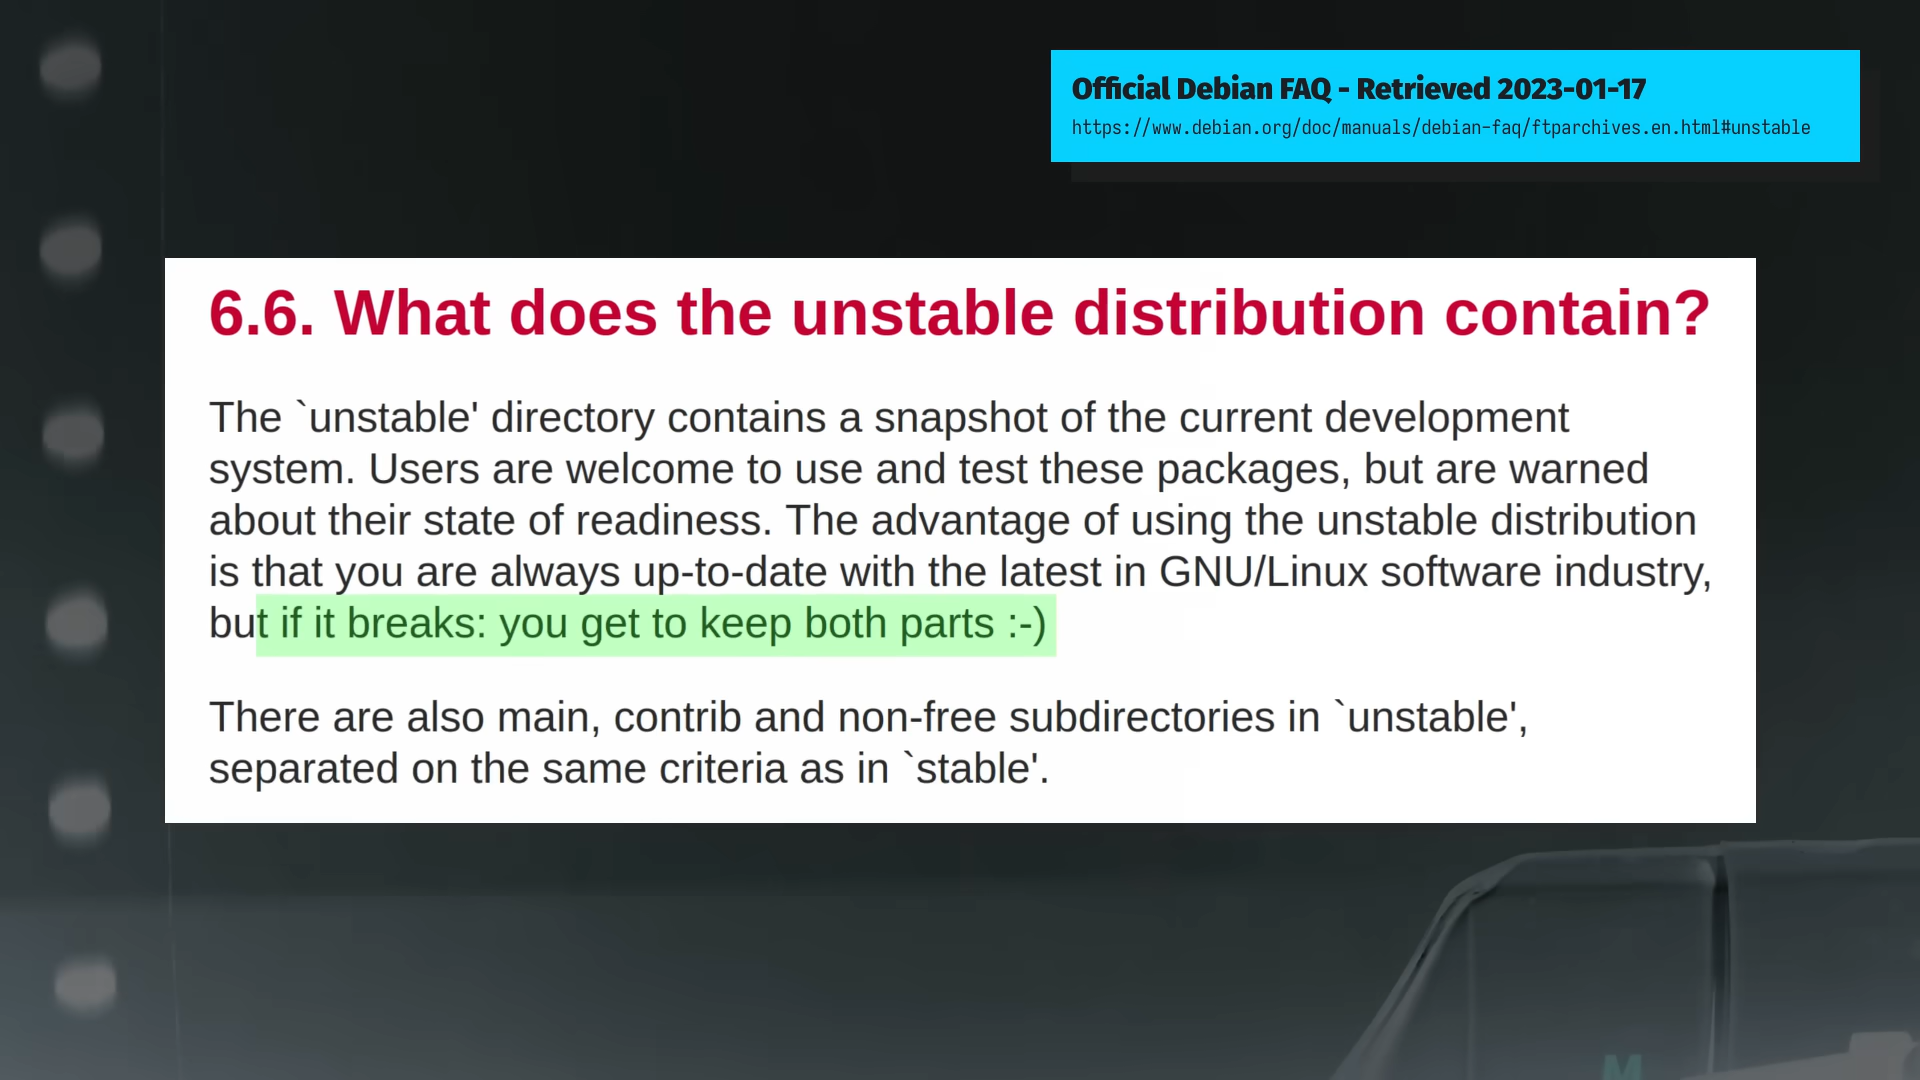 Official Debian FAQ - Retrieved 2023-01-17
https://www.debian.org/doc/manuals/debian-faq/ftparchives.en.html#unstable
6.6. What does the unstable distribution contain?
The `unstable' directory contains a snapshot of the current development
system. Users are welcome to use and test these packages, but are warned
about their state of readiness. The advantage of using the unstable distribution
is that you are always up-to-date with the latest in GNU/Linux software industry,
but if it breaks: you get to keep both parts :-)
There are also main, contrib and non-free subdirectories in `unstable',
separated on the same criteria as in `stable'.
M